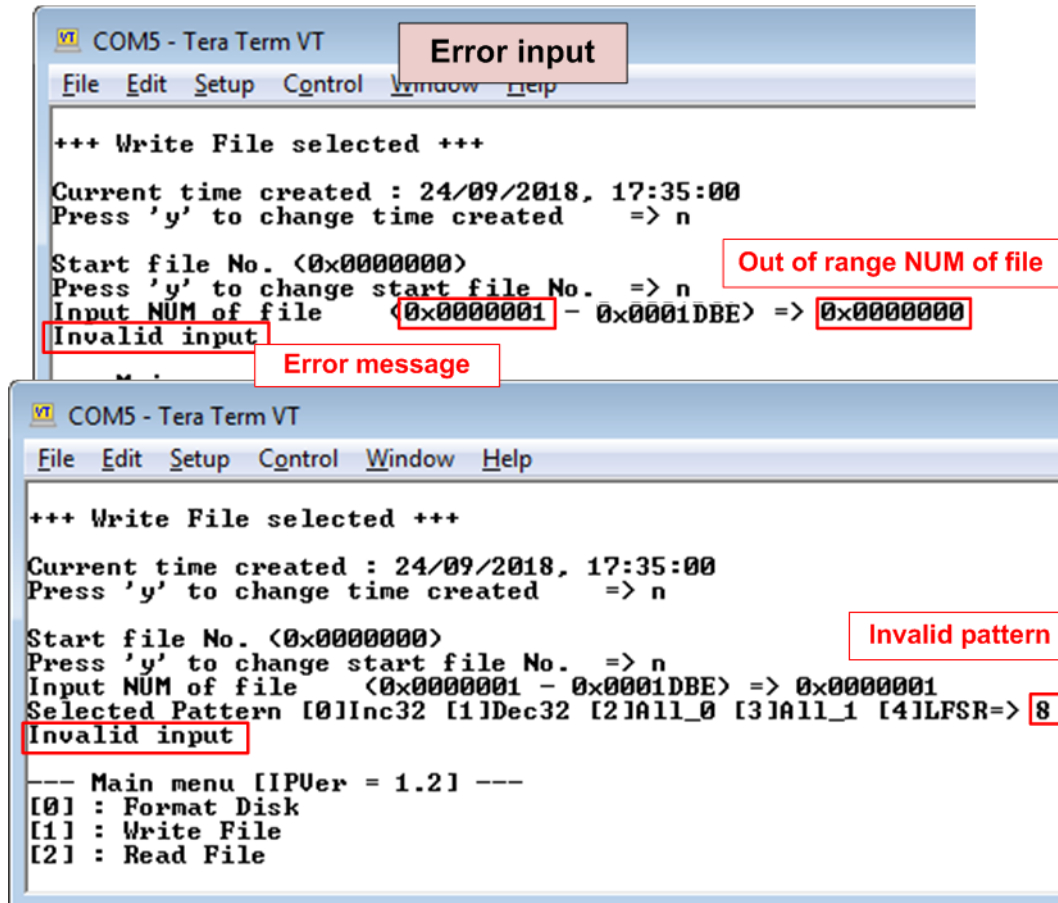 COM5 - Tera Term VT
Error input
File Edit Setup Control Window Help
+++ Write File selected +++
Current time created : 24/09/2018, 17:35:00
Press 'y' to change time created => n
Start file No. (0x0000000)
Out of range NUM of file
Press 'y' to change start file No. => n
Input NUM of file (0x0000001 - 0x0001DBE) => 0x0000000
Invalid input
Error message
COM5 - Tera Term VT
File Edit Setup Control Window Help
+++ Write File selected +++
Current time created : 24/09/2018, 17:35:00
Press 'y' to change time created => n
Start file No. (0x0000000)
Invalid pattern
Press 'y' to change start file No. => n
Input NUM of file (0x0000001 - 0x0001DBE) => 0x0000001
Selected Pattern [0]Inc32 [1]Dec32 [2]All_0 [3]All_1 [4]LFSR=> 8
Invalid input
--- Main menu [IPVer = 1.2] ---
[0] : Format Disk
[1] : Write File
[2] : Read File